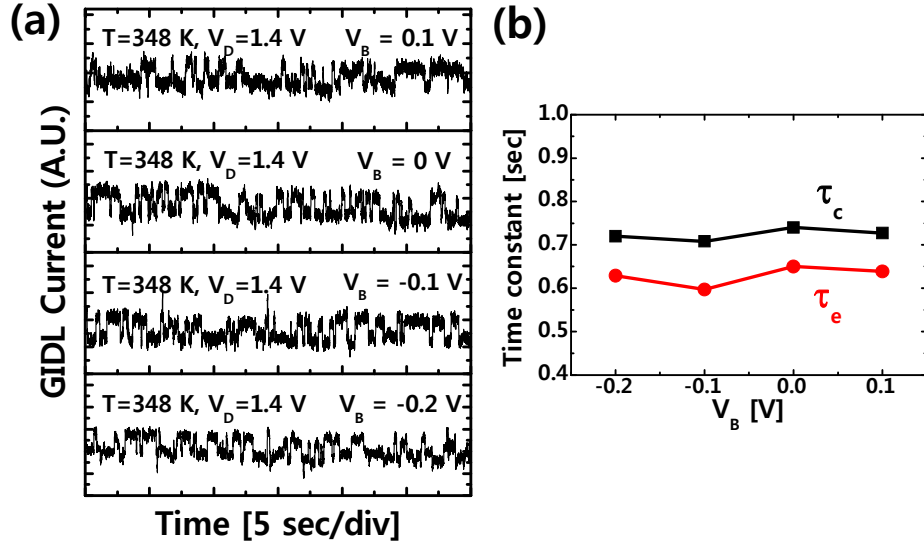 (a)
T=348 K, V_D=1.4 V V_B = 0.1 V
T=348 K, V_D=1.4 V V_B = 0 V
T=348 K, V_D=1.4 V V_B = -0.1 V
T=348 K, V_D=1.4 V V_B = -0.2 V
GIDL Current (A.U.)
Time [5 sec/div]
(b)
Time constant [sec]
1.0
0.9
0.8
0.7
0.6
0.5
0.4
τ_c
τ_e
-0.2 -0.1 0.0 0.1
V_B [V]